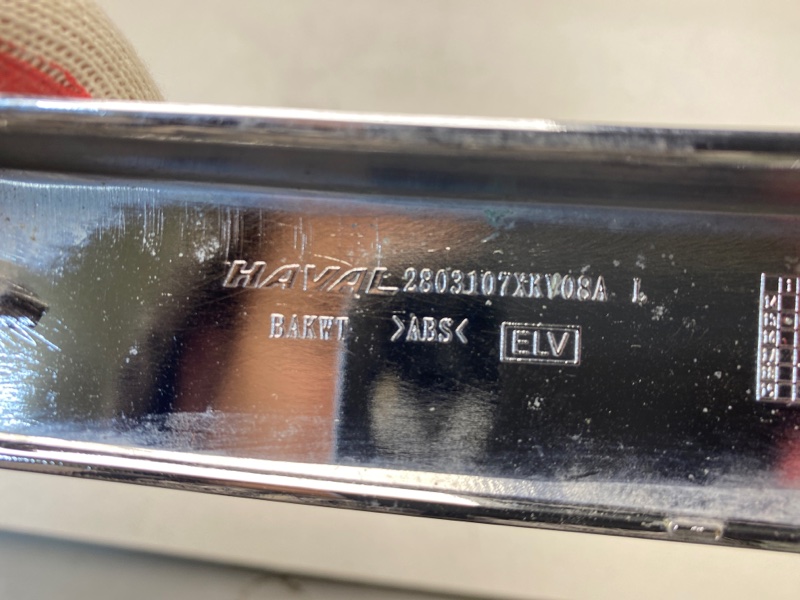 HAVAL 2803107XKV08A L
BAKWT >ABS< ELV